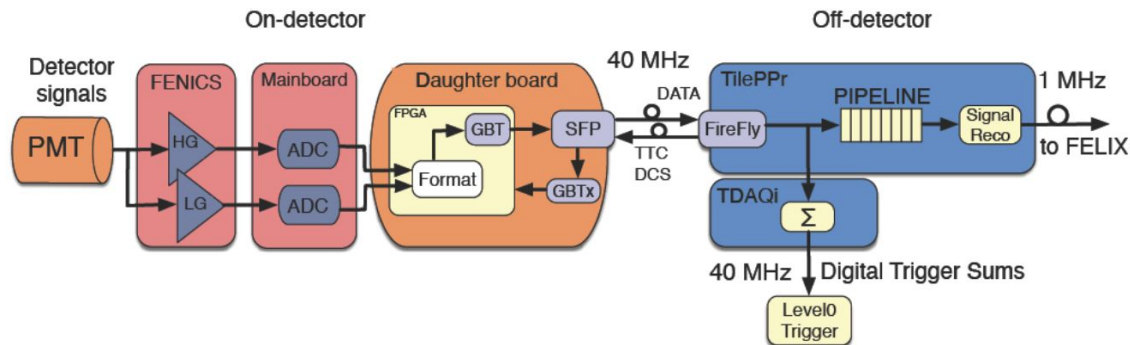 On-detector
Off-detector
Detector
signals
PMT
FENICS
HG
LG
Mainboard
ADC
ADC
Daughter board
FPGA
GBT
Format
SFP
GBTx
40 MHz
DATA
TTC
DCS
TilePPr
FireFly
PIPELINE
Signal
Reco
1 MHz
to FELIX
TDAQi
Σ
40 MHz
Digital Trigger Sums
Level0
Trigger